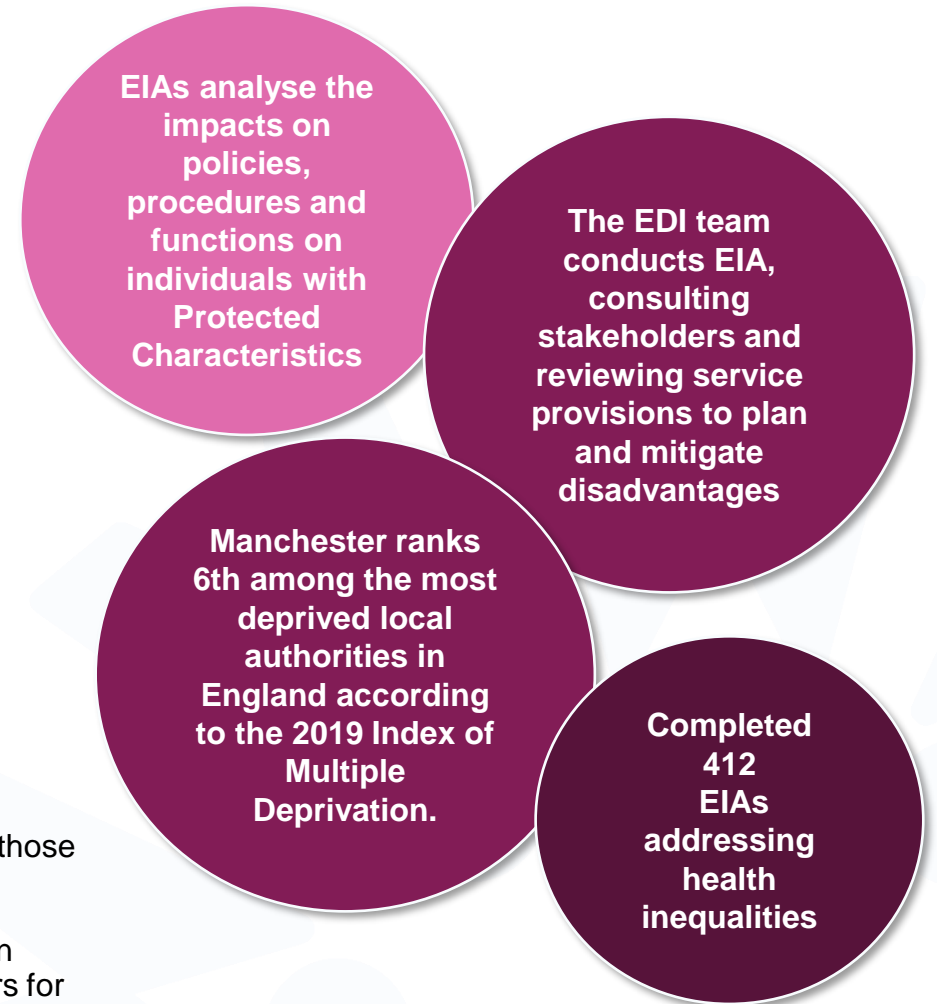 EIAs analyse the
impacts on
policies,
procedures and
functions on
individuals with
Protected
Characteristics
The EDI team
conducts EIA,
consulting
stakeholders and
reviewing service
provisions to plan
and mitigate
disadvantages
Manchester ranks
6th among the most
deprived local
authorities in
England according
to the 2019 Index of
Multiple
Deprivation.
Completed
412
EIAs
addressing
health
inequalities
those
rs for